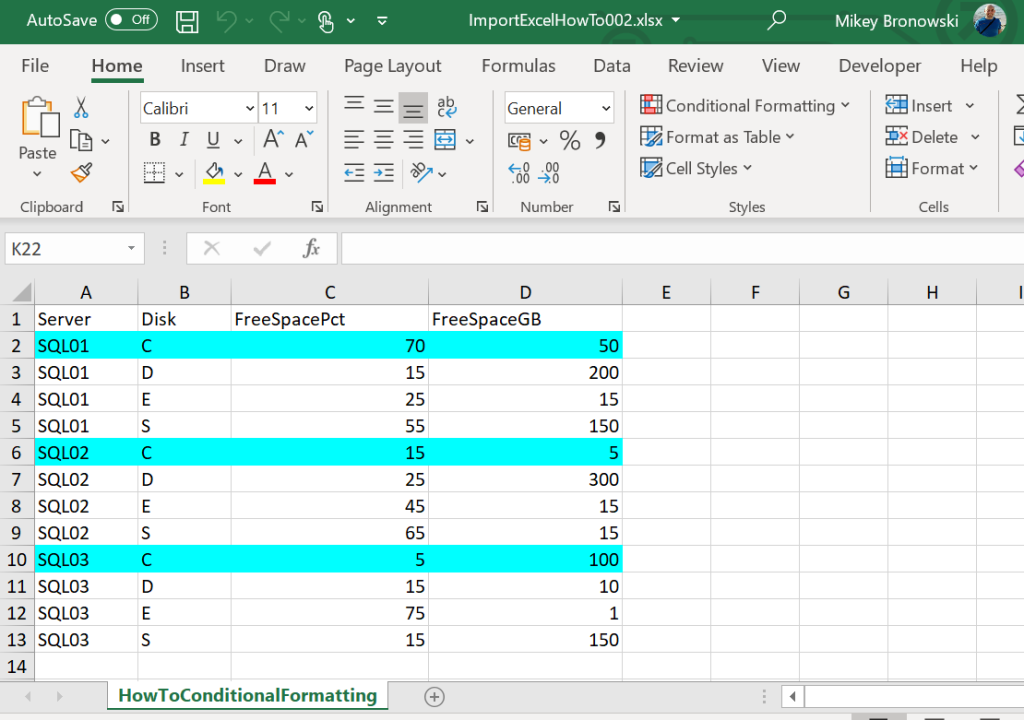 AutoSave Off ImportExcelHowTo002.xlsx Mikey Bronowski
File Home Insert Draw Page Layout Formulas Data Review View Developer Help
Paste
Calibri 11
B I U A A A
ab
General
% 9
.00 .00
Conditional Formatting
Format as Table
Cell Styles
Insert
Delete
Format
Clipboard Font Alignment Number Styles Cells
K22 fx
A B C D E F G H I
1 Server Disk FreeSpacePct FreeSpaceGB
2 SQL01 C 70 50
3 SQL01 D 15 200
4 SQL01 E 25 15
5 SQL01 S 55 150
6 SQL02 C 15 5
7 SQL02 D 25 300
8 SQL02 E 45 15
9 SQL02 S 65 15
10 SQL03 C 5 100
11 SQL03 D 15 10
12 SQL03 E 75 1
13 SQL03 S 15 150
14
HowToConditionalFormatting